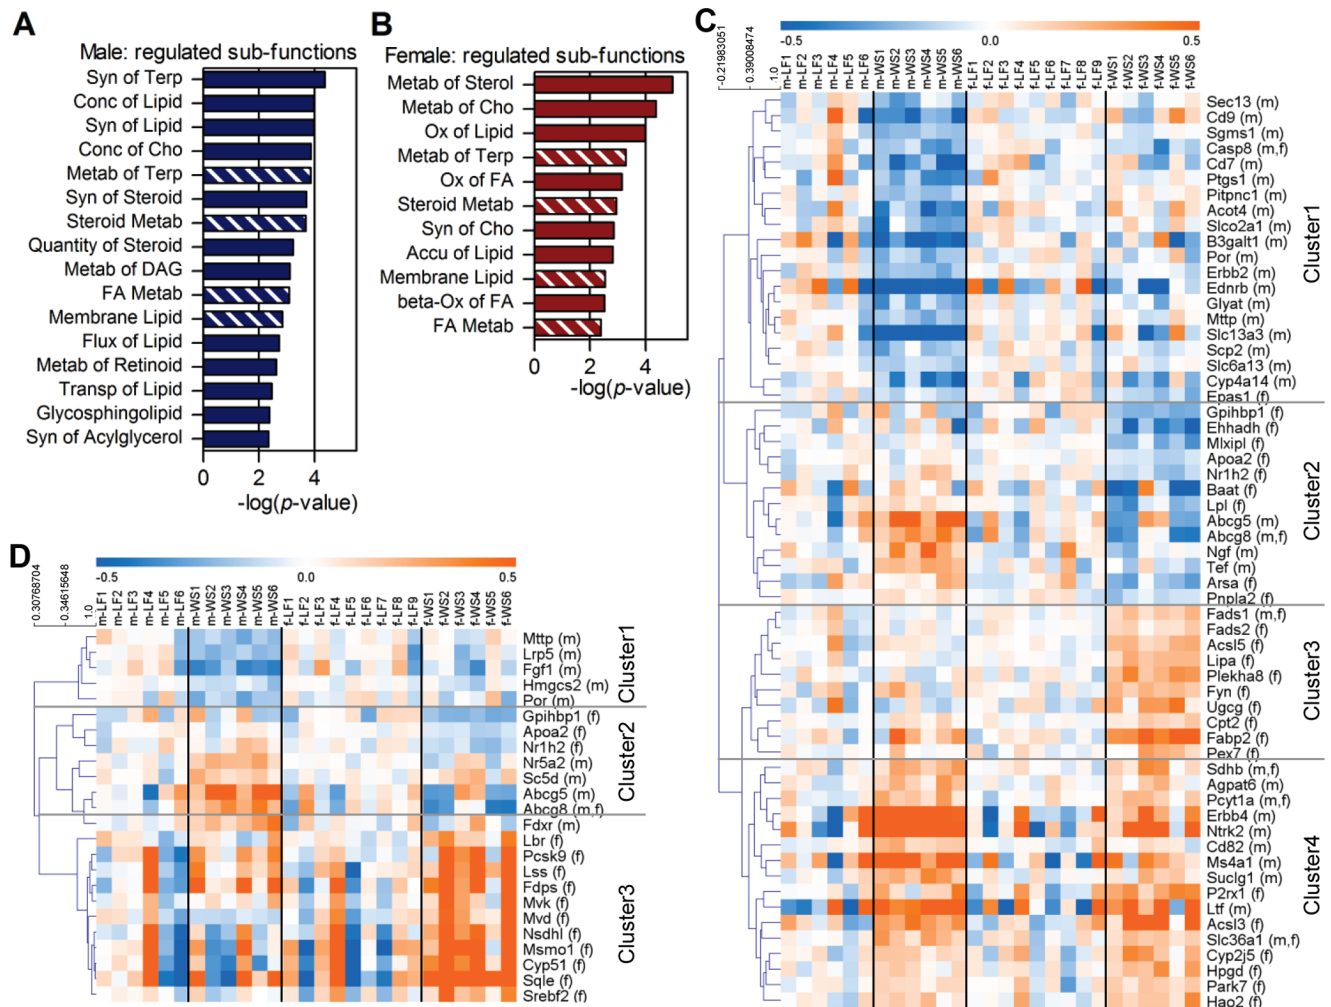 A
Male: regulated sub-functions
Syn of Terp
Conc of Lipid
Syn of Lipid
Conc of Cho
Metab of Terp
Syn of Steroid
Steroid Metab
Quantity of Steroid
Metab of DAG
FA Metab
Membrane Lipid
Flux of Lipid
Metab of Retinoid
Transp of Lipid
Glycosphingolipid
Syn of Acylglycerol
0 2 4
-log(p-value)
B
Female: regulated sub-functions
Metab of Sterol
Metab of Cho
Ox of Lipid
Metab of Terp
Ox of FA
Steroid Metab
Syn of Cho
Accu of Lipid
Membrane Lipid
beta-Ox of FA
FA Metab
0 2 4
-log(p-value)
C
-0.5 0.0 0.5
-0.21983051
0.39008474
1.0
m-LF1
m-LF2
m-LF3
m-LF4
m-LF5
m-LF6
m-WS1
m-WS2
m-WS3
m-WS4
m-WS5
m-WS6
f-LF1
f-LF2
f-LF3
f-LF4
f-LF5
f-LF6
f-LF7
f-LF8
f-LF9
f-WS1
f-WS2
f-WS3
f-WS4
f-WS5
f-WS6
Sec13 (m)
Cd9 (m)
Sgms1 (m)
Casp8 (m,f)
Cd7 (m)
Ptgs1 (m)
Pitpnc1 (m)
Acot4 (m)
Slco2a1 (m)
B3galt1 (m)
Por (m)
Erbb2 (m)
Ednrb (m)
Glyat (m)
Mttp (m)
Slc13a3 (m)
Scp2 (m)
Slc6a13 (m)
Cyp4a14 (m)
Epas1 (f)
Cluster1
Gpihbp1 (f)
Ehhadh (f)
Mlxipl (f)
Apoa2 (f)
Nr1h2 (f)
Baat (f)
Lpl (f)
Abcg5 (m)
Abcg8 (m,f)
Ngf (m)
Tef (m)
Arsa (f)
Pnpla2 (f)
Cluster2
Fads1 (m,f)
Fads2 (f)
Acsl5 (f)
Lipa (f)
Plekha8 (f)
Fyn (f)
Ugcg (f)
Cpt2 (f)
Fabp2 (f)
Pex7 (f)
Cluster3
Sdhb (m,f)
Agpat6 (m)
Pcyt1a (m,f)
Erbb4 (m)
Ntrk2 (m)
Cd82 (m)
Ms4a1 (m)
Suclg1 (m)
P2rx1 (f)
Ltf (m)
Acsl3 (f)
Slc36a1 (m,f)
Cyp2j5 (f)
Hpgd (f)
Park7 (f)
Hao2 (f)
Cluster4
D
-0.5 0.0 0.5
0.30768704
0.34615648
1.0
m-LF1
m-LF2
m-LF3
m-LF4
m-LF5
m-LF6
m-WS1
m-WS2
m-WS3
m-WS4
m-WS5
m-WS6
f-LF1
f-LF2
f-LF3
f-LF4
f-LF5
f-LF6
f-LF7
f-LF8
f-LF9
f-WS1
f-WS2
f-WS3
f-WS4
f-WS5
f-WS6
Mttp (m)
Lrp5 (m)
Fgf1 (m)
Hmgcs2 (m)
Por (m)
Cluster1
Gpihbp1 (f)
Apoa2 (f)
Nr1h2 (f)
Nr5a2 (m)
Sc5d (m)
Abcg5 (m)
Abcg8 (m,f)
Cluster2
Fdxr (m)
Lbr (f)
Pcsk9 (f)
Lss (f)
Fdps (f)
Mvk (f)
Mvd (f)
Nsdhl (f)
Msmo1 (f)
Cyp51 (f)
Sqle (f)
Srebf2 (f)
Cluster3